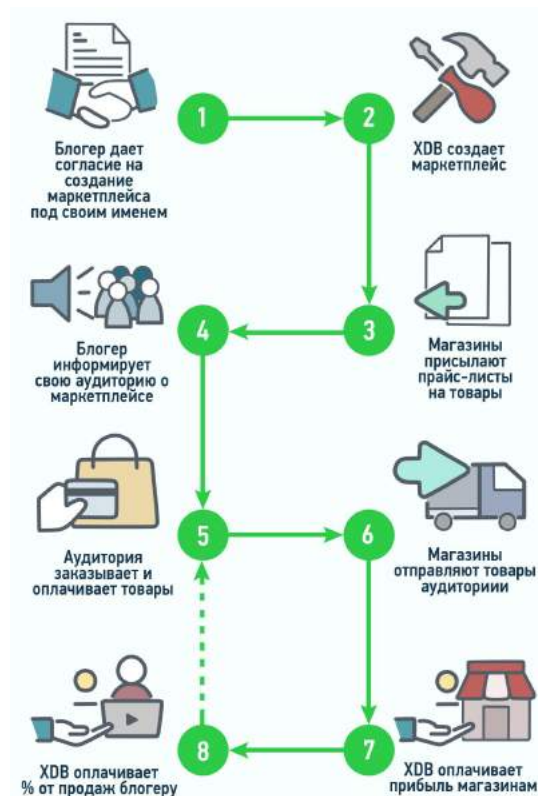 1
Блогер дает
согласие на
создание
маркетплейса
под своим именем
2
XDB создает
маркетплейс
3
Магазины
присылают
прайс-листы
на товары
4
Блогер
информирует
свою аудиторию о
маркетплейсе
5
Аудитория
заказывает и
оплачивает товары
6
Магазины
отправляют товары
аудиториии
7
XDB оплачивает
прибыль магазинам
8
XDB оплачивает
% от продаж блогеру